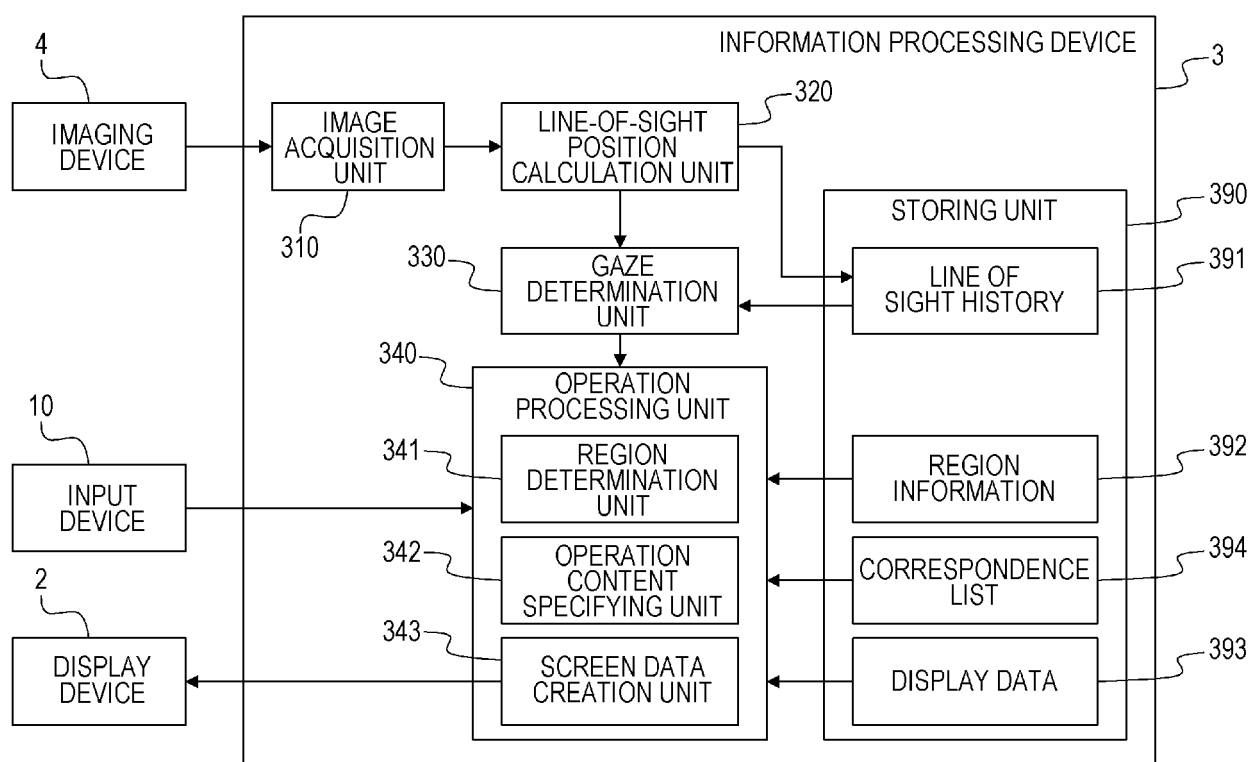 INFORMATION PROCESSING DEVICE
3
4
IMAGING
DEVICE
IMAGE
ACQUISITION
UNIT
310
LINE-OF-SIGHT
POSITION
CALCULATION UNIT
320
STORING UNIT
390
330
GAZE
DETERMINATION
UNIT
LINE OF
SIGHT HISTORY
391
340
OPERATION
PROCESSING UNIT
10
INPUT
DEVICE
341
REGION
DETERMINATION
UNIT
REGION
INFORMATION
392
342
OPERATION
CONTENT
SPECIFYING UNIT
CORRESPONDENCE
LIST
394
2
DISPLAY
DEVICE
343
SCREEN DATA
CREATION UNIT
DISPLAY DATA
393